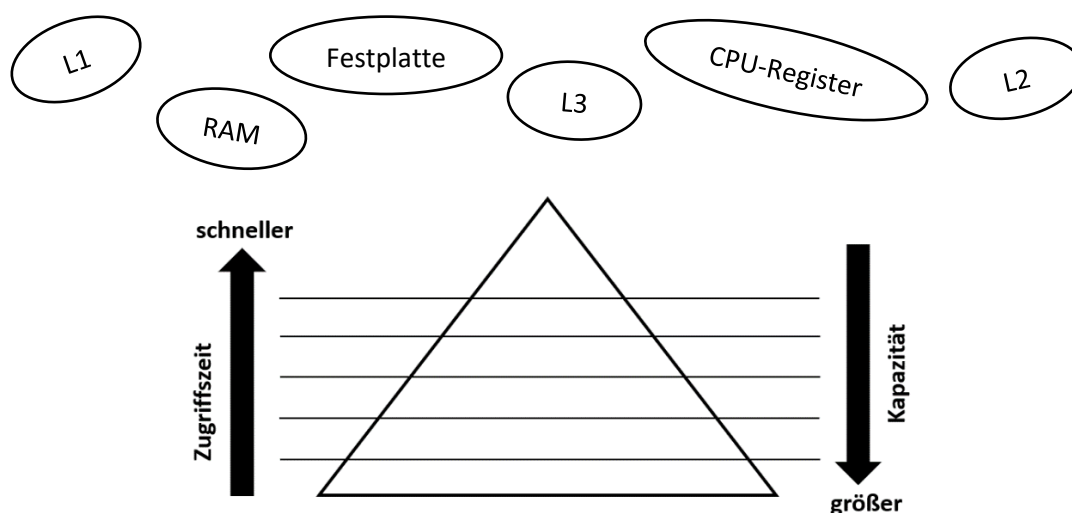 L1
Festplatte
CPU-Register
L2
RAM
L3
schneller
Zugriffszeit
Kapazität
größer